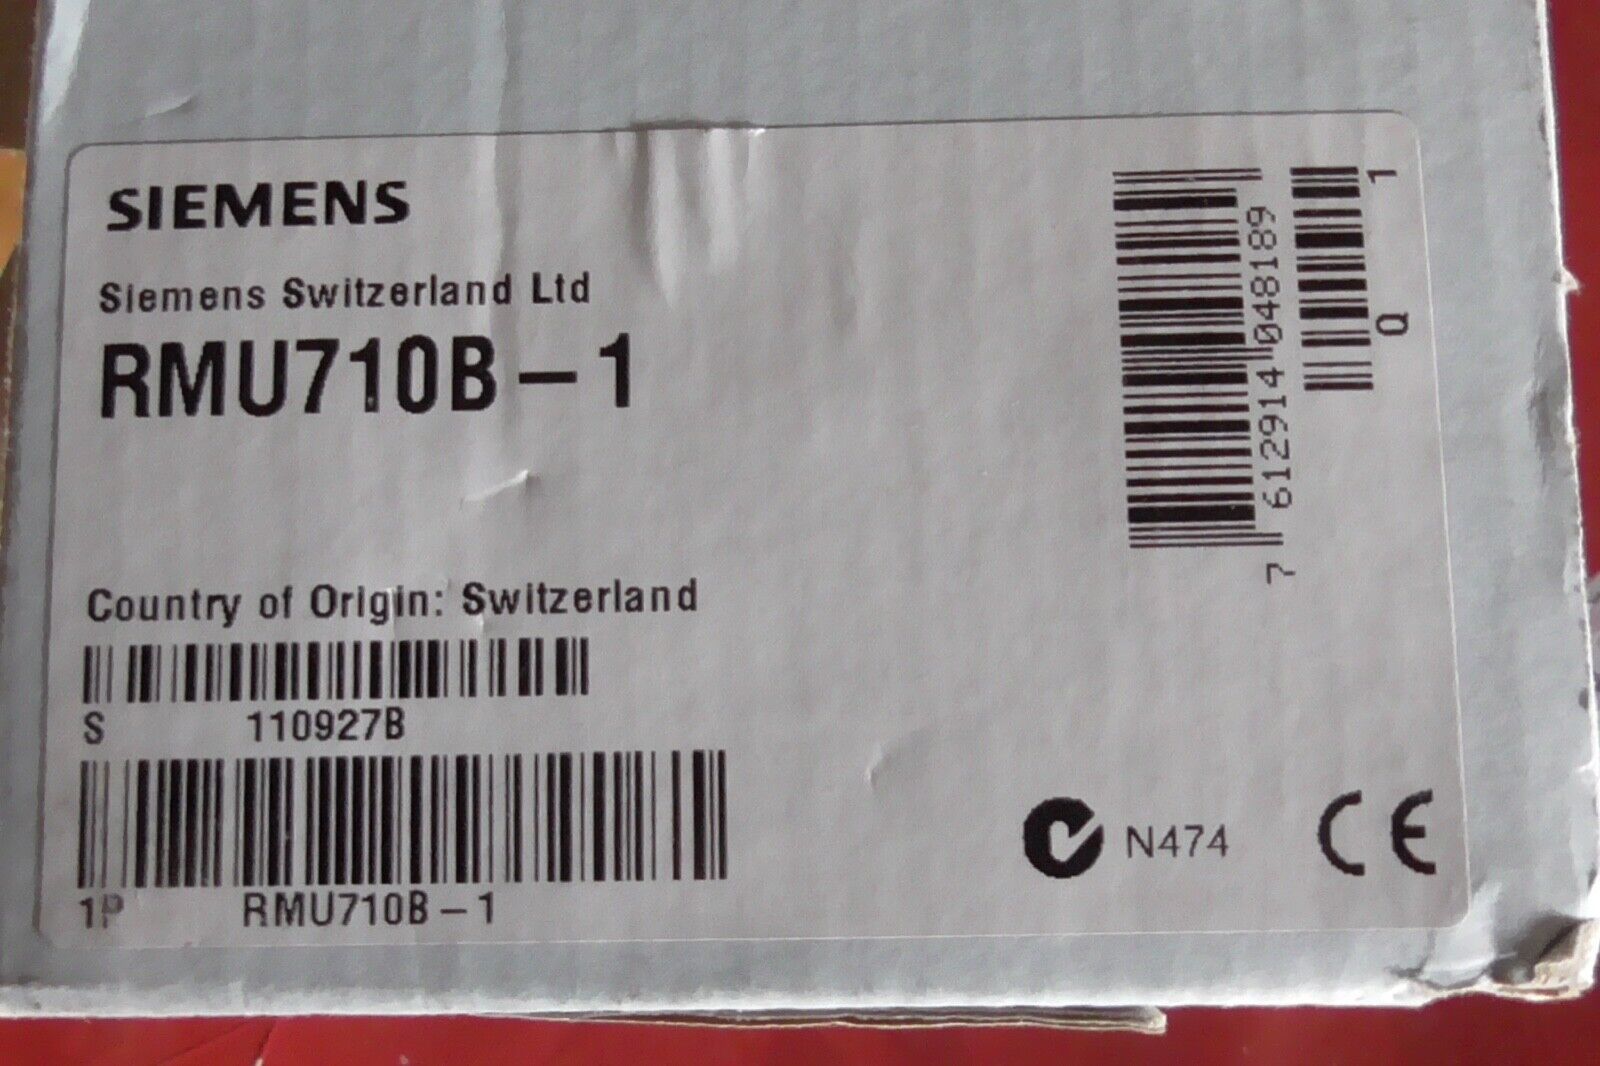 SIEMENS
Siemens Switzerland Ltd
RMU710B-1
Country of Origin: Switzerland
S 110927B
1P RMU710B-1
7 612914 048189
Q 1
N474
CE